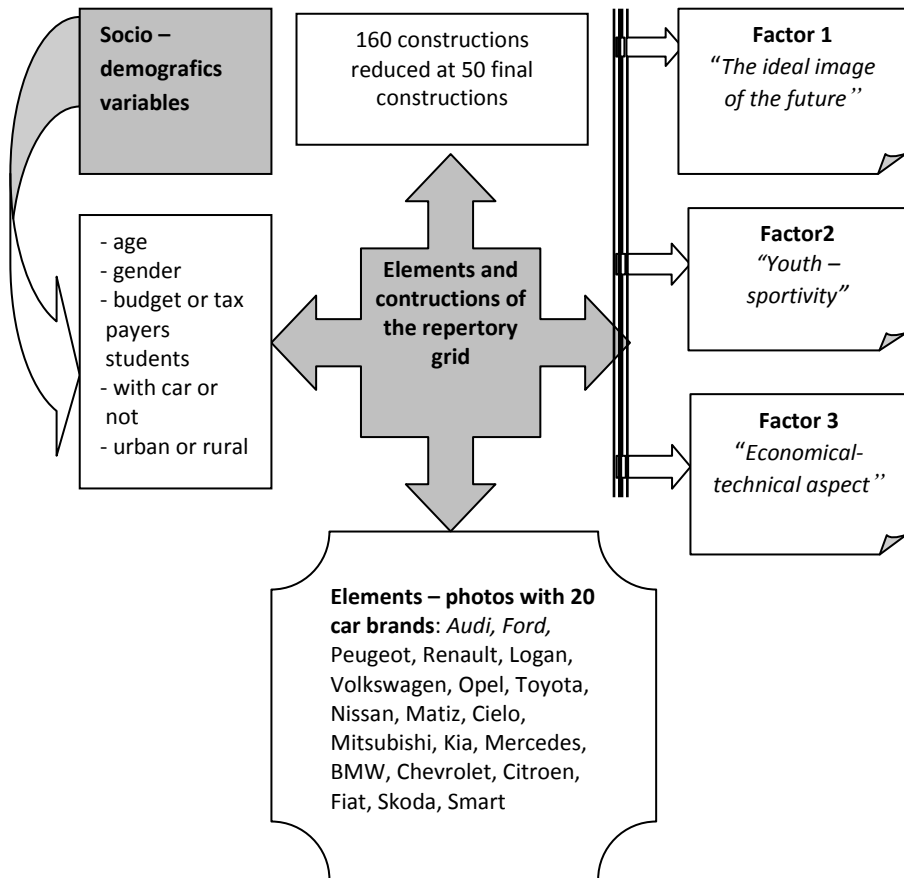 Socio –
demografics
variables
160 constructions
reduced at 50 final
constructions
Factor 1
“The ideal image
of the future’’
- age
- gender
- budget or tax
payers
students
- with car or
not
- urban or rural
Elements and
contructions of
the repertory
grid
Factor2
“Youth –
sportivity”
Factor 3
“Economical-
technical aspect’’
Elements – photos with 20
car brands: Audi, Ford,
Peugeot, Renault, Logan,
Volkswagen, Opel, Toyota,
Nissan, Matiz, Cielo,
Mitsubishi, Kia, Mercedes,
BMW, Chevrolet, Citroen,
Fiat, Skoda, Smart